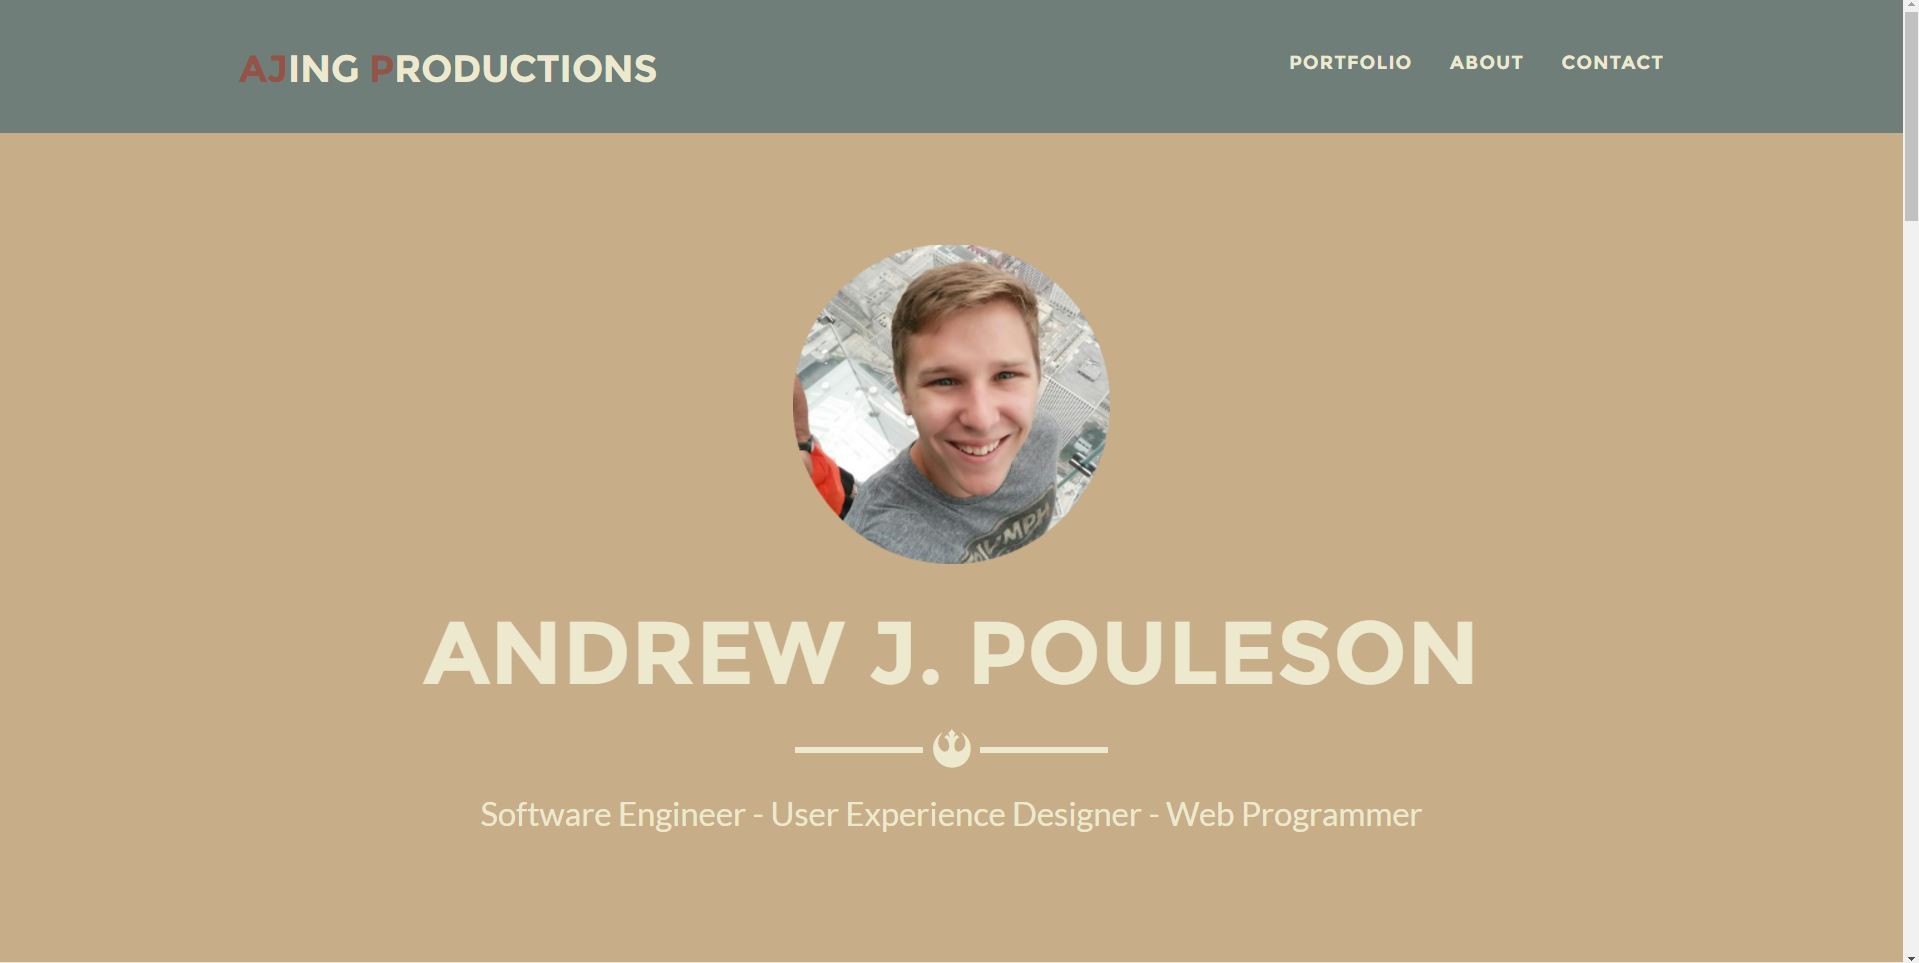 AJING PRODUCTIONS
PORTFOLIO ABOUT CONTACT
ANDREW J. POULESON
Software Engineer - User Experience Designer - Web Programmer